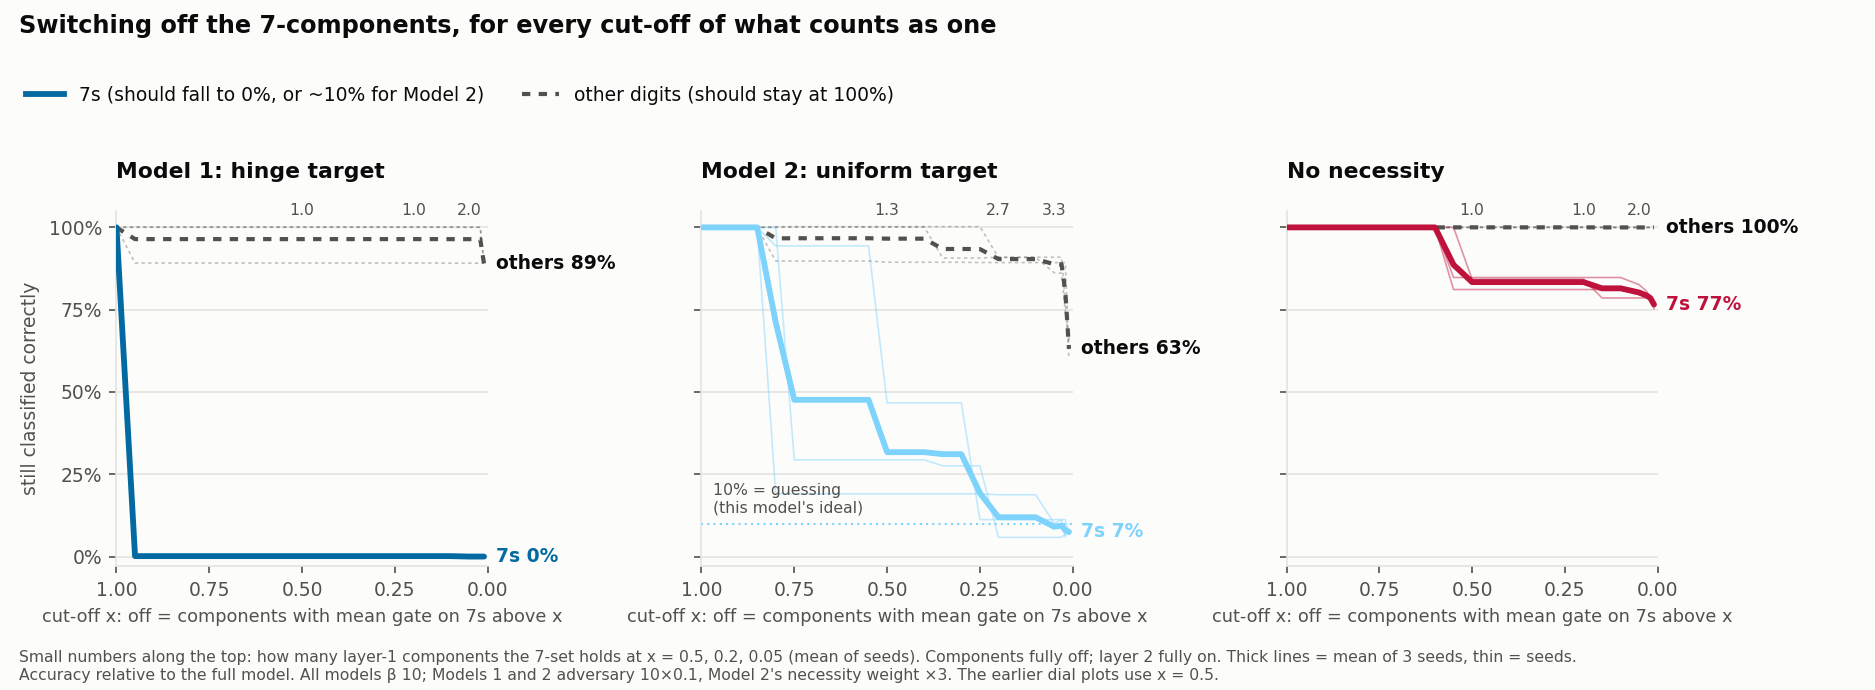 Switching off the 7-components, for every cut-off of what counts as one
7s (should fall to 0%, or ~10% for Model 2)
other digits (should stay at 100%)
Model 1: hinge target
1.0
1.0
2.0
100%
75%
50%
25%
0%
still classified correctly
others 89%
7s 0%
1.00
0.75
0.50
0.25
0.00
cut-off x: off = components with mean gate on 7s above x
Model 2: uniform target
1.3
2.7
3.3
others 63%
10% = guessing
(this model's ideal)
7s 7%
1.00
0.75
0.50
0.25
0.00
cut-off x: off = components with mean gate on 7s above x
No necessity
1.0
1.0
2.0
others 100%
7s 77%
1.00
0.75
0.50
0.25
0.00
cut-off x: off = components with mean gate on 7s above x
Small numbers along the top: how many layer-1 components the 7-set holds at x = 0.5, 0.2, 0.05 (mean of seeds). Components fully off; layer 2 fully on. Thick lines = mean of 3 seeds, thin = seeds.
Accuracy relative to the full model. All models β 10; Models 1 and 2 adversary 10×0.1, Model 2's necessity weight ×3. The earlier dial plots use x = 0.5.